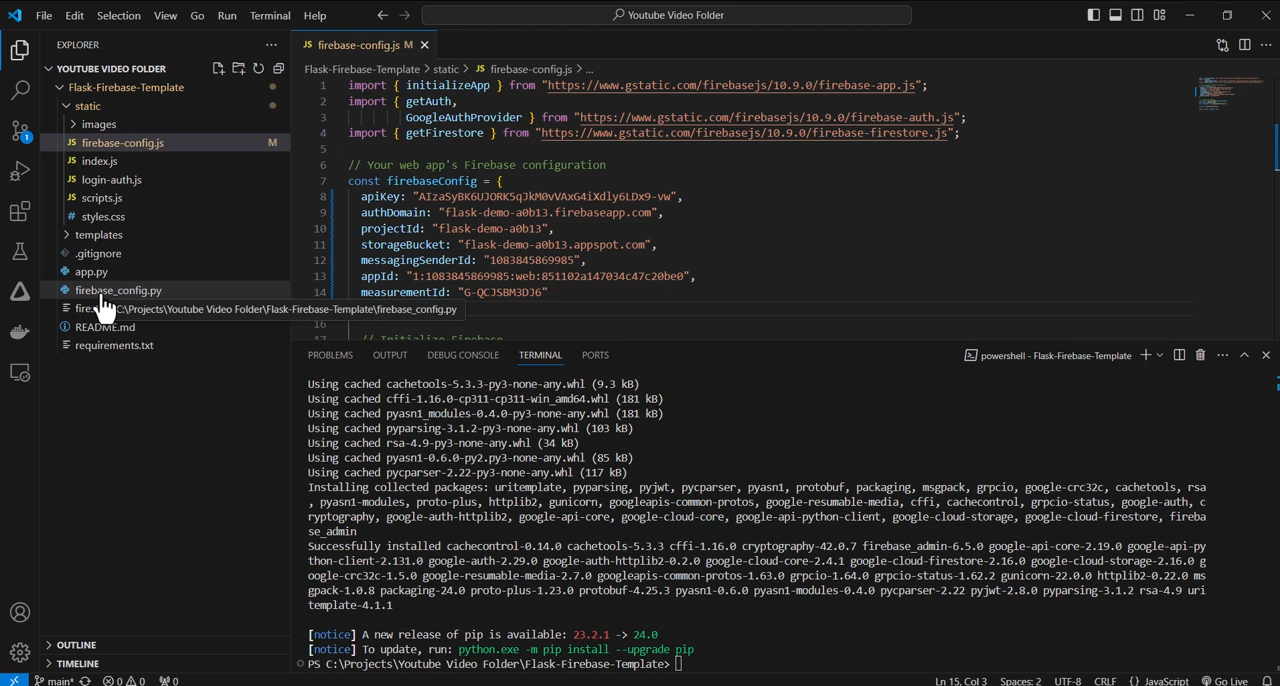 File Edit Selection View Go Run Terminal Help
Youtube Video Folder
EXPLORER
JS firebase-config.js M
YOUTUBE VIDEO FOLDER
Flask-Firebase-Template > static > JS firebase-config.js > ...
Flask-Firebase-Template
static
images
JS firebase-config.js M
JS index.js
JS login-auth.js
JS scripts.js
# styles.css
templates
.gitignore
app.py
firebase_config.py
fire
C:\Projects\Youtube Video Folder\Flask-Firebase-Template\firebase_config.py
README.md
requirements.txt
1 import { initializeApp } from "https://www.gstatic.com/firebasejs/10.9.0/firebase-app.js";
2 import { getAuth,
3 GoogleAuthProvider } from "https://www.gstatic.com/firebasejs/10.9.0/firebase-auth.js";
4 import { getFirestore } from "https://www.gstatic.com/firebasejs/10.9.0/firebase-firestore.js";
5
6 // Your web app's Firebase configuration
7 const firebaseConfig = {
8 apiKey: "AIzaSyBK6UJORK5qJkM0vVAxG4iXdly6LDx9-vw",
9 authDomain: "flask-demo-a0b13.firebaseapp.com",
10 projectId: "flask-demo-a0b13",
11 storageBucket: "flask-demo-a0b13.appspot.com",
12 messagingSenderId: "1083845869985",
13 appId: "1:1083845869985:web:851102a147034c47c20be0",
14 measurementId: "G-QCJSBM3DJ6"
16
17 // Initialize Firebase
PROBLEMS OUTPUT DEBUG CONSOLE TERMINAL PORTS
powershell - Flask-Firebase-Template
Using cached cachetools-5.3.3-py3-none-any.whl (9.3 kB)
Using cached cffi-1.16.0-cp311-cp311-win_amd64.whl (181 kB)
Using cached pyasn1_modules-0.4.0-py3-none-any.whl (181 kB)
Using cached pyparsing-3.1.2-py3-none-any.whl (103 kB)
Using cached rsa-4.9-py3-none-any.whl (34 kB)
Using cached pyasn1-0.6.0-py2.py3-none-any.whl (85 kB)
Using cached pycparser-2.22-py3-none-any.whl (117 kB)
Installing collected packages: uritemplate, pyparsing, pyjwt, pycparser, pyasn1, protobuf, packaging, msgpack, grpcio, google-crc32c, cachetools, rsa
, pyasn1-modules, proto-plus, httplib2, gunicorn, googleapis-common-protos, google-resumable-media, cffi, cachecontrol, grpcio-status, google-auth, c
ryptography, google-auth-httplib2, google-api-core, google-cloud-core, google-api-python-client, google-cloud-storage, google-cloud-firestore, fireba
se_admin
Successfully installed cachecontrol-0.14.0 cachetools-5.3.3 cffi-1.16.0 cryptography-42.0.7 firebase_admin-6.5.0 google-api-core-2.19.0 google-api-py
thon-client-2.131.0 google-auth-2.29.0 google-auth-httplib2-0.2.0 google-cloud-core-2.4.1 google-cloud-firestore-2.16.0 google-cloud-storage-2.16.0 g
oogle-crc32c-1.5.0 google-resumable-media-2.7.0 googleapis-common-protos-1.63.0 grpcio-1.64.0 grpcio-status-1.62.2 gunicorn-22.0.0 httplib2-0.22.0 ms
gpack-1.0.8 packaging-24.0 proto-plus-1.23.0 protobuf-4.25.3 pyasn1-0.6.0 pyasn1-modules-0.4.0 pycparser-2.22 pyjwt-2.8.0 pyparsing-3.1.2 rsa-4.9 uri
template-4.1.1
[notice] A new release of pip is available: 23.2.1 -> 24.0
[notice] To update, run: python.exe -m pip install --upgrade pip
PS C:\Projects\Youtube Video Folder\Flask-Firebase-Template>
OUTLINE
TIMELINE
1
main* 0 0 0 Ln 15, Col 3 Spaces: 2 UTF-8 CRLF {} JavaScript Go Live